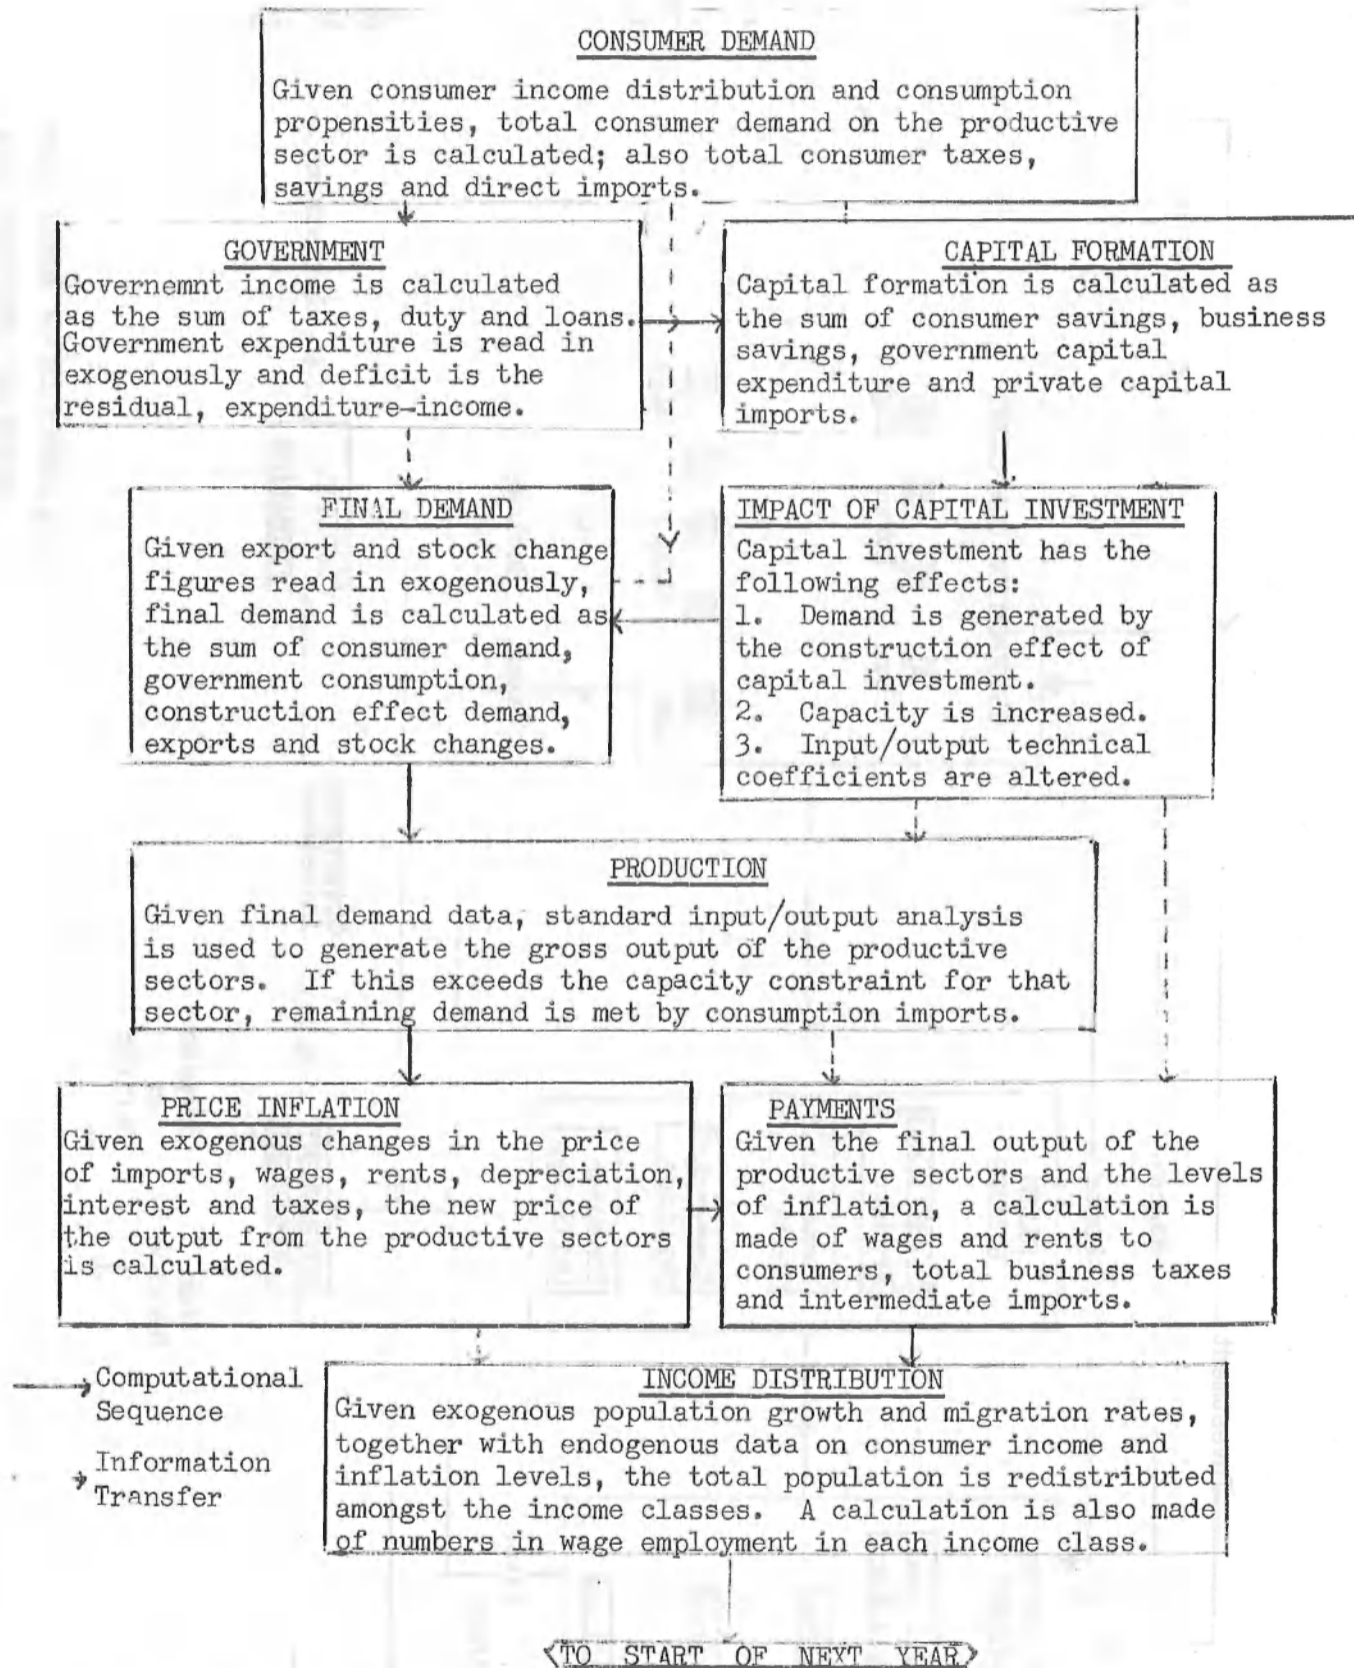 CONSUMER DEMAND
Given consumer income distribution and consumption
propensities, total consumer demand on the productive
sector is calculated; also total consumer taxes,
savings and direct imports.
GOVERNMENT
Governemnt income is calculated
as the sum of taxes, duty and loans.
Government expenditure is read in
exogenously and deficit is the
residual, expenditure-income.
CAPITAL FORMATION
Capital formation is calculated as
the sum of consumer savings, business
savings, government capital
expenditure and private capital
imports.
FINAL DEMAND
Given export and stock change
figures read in exogenously,
final demand is calculated as
the sum of consumer demand,
government consumption,
construction effect demand,
exports and stock changes.
IMPACT OF CAPITAL INVESTMENT
Capital investment has the
following effects:
1. Demand is generated by
the construction effect of
capital investment.
2. Capacity is increased.
3. Input/output technical
coefficients are altered.
PRODUCTION
Given final demand data, standard input/output analysis
is used to generate the gross output of the productive
sectors. If this exceeds the capacity constraint for that
sector, remaining demand is met by consumption imports.
PRICE INFLATION
Given exogenous changes in the price
of imports, wages, rents, depreciation,
interest and taxes, the new price of
the output from the productive sectors
is calculated.
PAYMENTS
Given the final output of the
productive sectors and the levels
of inflation, a calculation is
made of wages and rents to
consumers, total business taxes
and intermediate imports.
Computational
Sequence
Information
Transfer
INCOME DISTRIBUTION
Given exogenous population growth and migration rates,
together with endogenous data on consumer income and
inflation levels, the total population is redistributed
amongst the income classes. A calculation is also made
of numbers in wage employment in each income class.
TO START OF NEXT YEAR